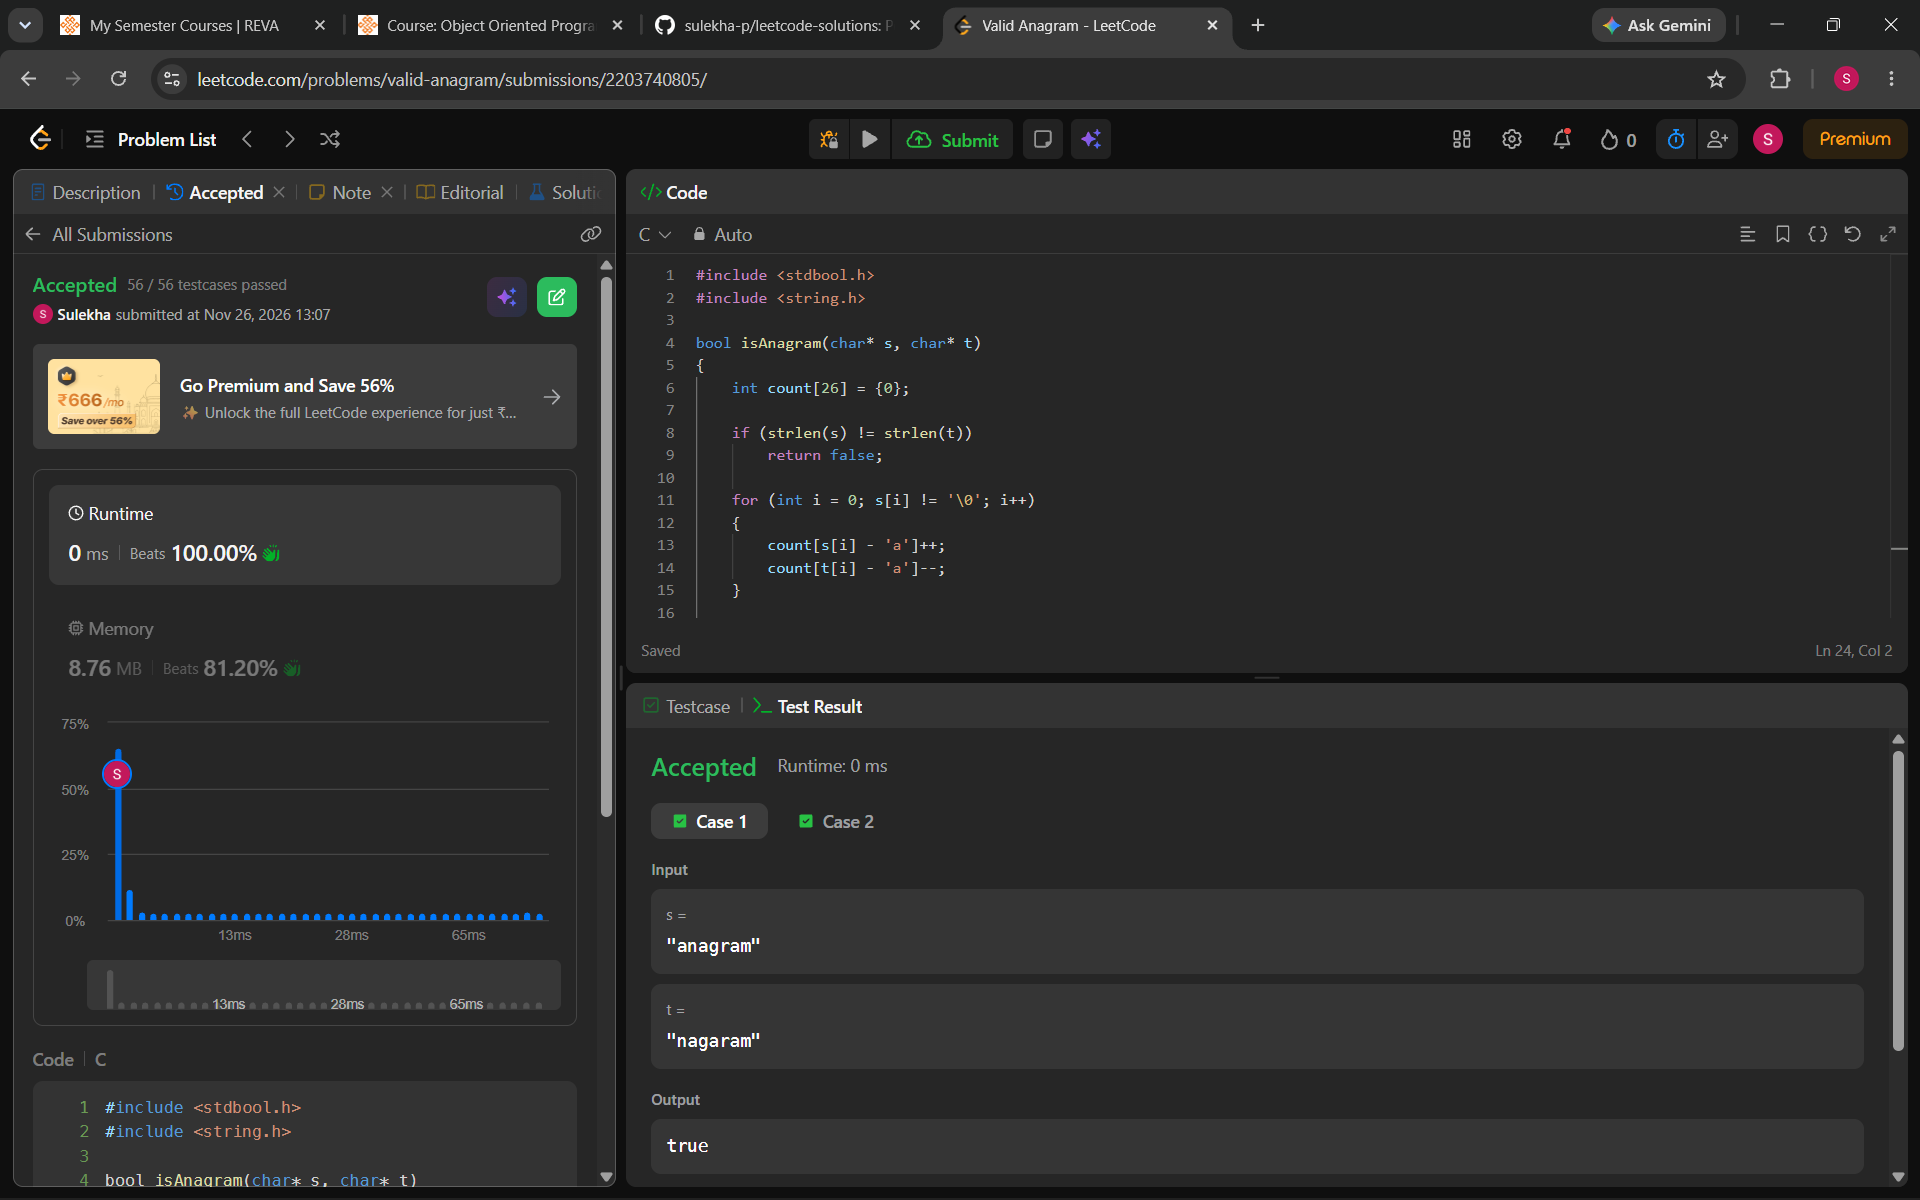 My Semester Courses | REVA
Course: Object Oriented Progra
sulekha-p/leetcode-solutions: P
Valid Anagram - LeetCode
Ask Gemini
leetcode.com/problems/valid-anagram/submissions/2203740805/
S
Problem List
Submit
0
S
Premium
Description
Accepted
Note
Editorial
Solutic
</> Code
All Submissions
C
Auto
Accepted 56 / 56 testcases passed
S Sulekha submitted at Nov 26, 2026 13:07
₹666/mo
Save over 56%
Go Premium and Save 56%
✨ Unlock the full LeetCode experience for just ₹...
Runtime
0 ms | Beats 100.00%
Memory
8.76 MB | Beats 81.20%
75%
50%
25%
0%
S
13ms 28ms 65ms
13ms 28ms 65ms
Code | C
1 #include <stdbool.h>
2 #include <string.h>
3
4 bool isAnagram(char* s, char* t)
1 #include <stdbool.h>
2 #include <string.h>
3
4 bool isAnagram(char* s, char* t)
5 {
6 int count[26] = {0};
7
8 if (strlen(s) != strlen(t))
9 return false;
10
11 for (int i = 0; s[i] != '\0'; i++)
12 {
13 count[s[i] - 'a']++;
14 count[t[i] - 'a']--;
15 }
16
Saved
Ln 24, Col 2
Testcase
Test Result
Accepted Runtime: 0 ms
Case 1
Case 2
Input
s =
"anagram"
t =
"nagaram"
Output
true